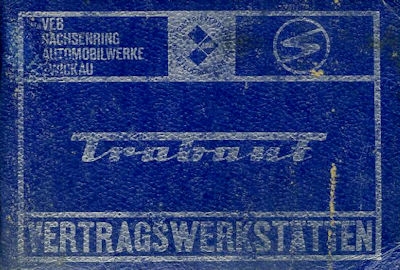 VEB
SACHSENRING
AUTOMOBILWERKE
ZWICKAU
Trabant
VERTRAGSWERKSTÄTTEN